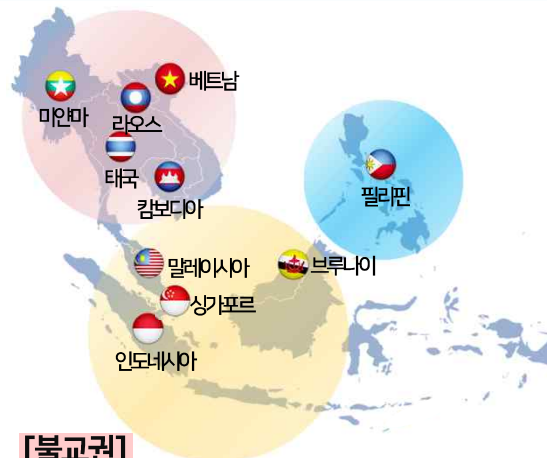 베트남
미얀마
라오스
태국
캄보디아
필리핀
말레이시아
브루나이
싱가포르
인도네시아
[불교권]